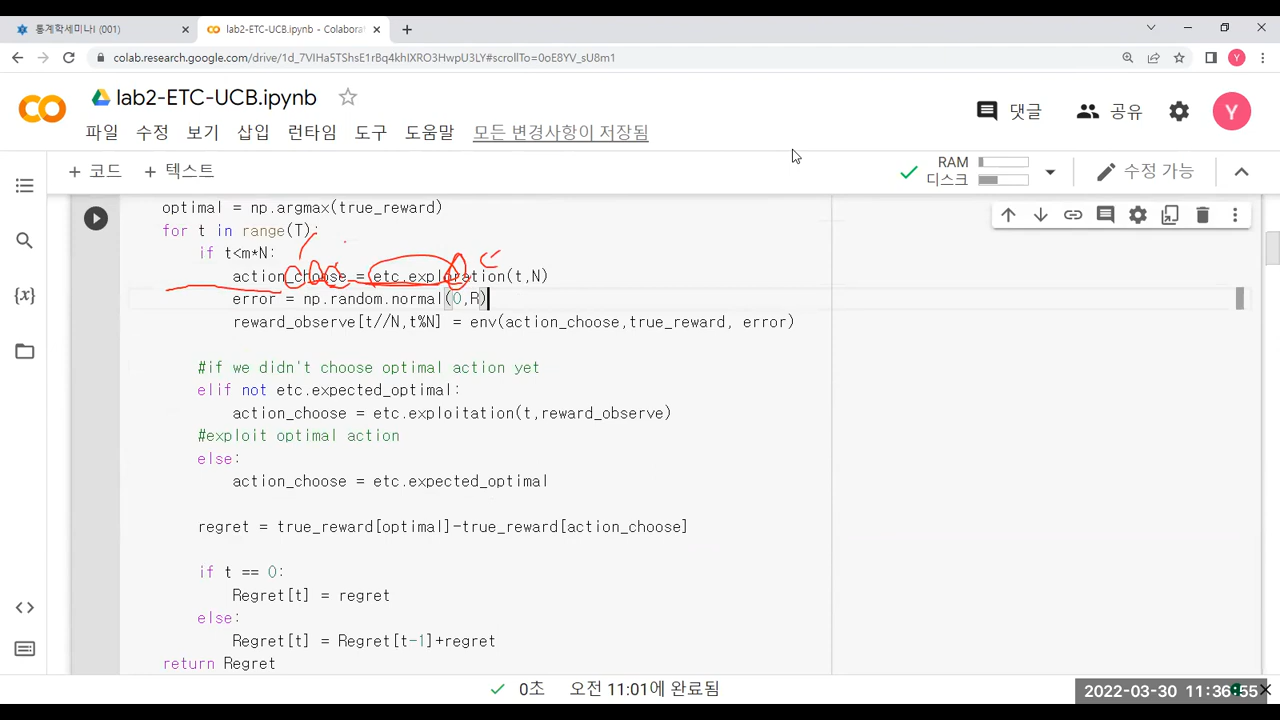 통계학세미나I (001)
lab2-ETC-UCB.ipynb - Colaborat
colab.research.google.com/drive/1d_7VIHa5TShsE1rBq4khIXRO3HwpU3LY#scrollTo=0oE8YV_sU8m1
Y
lab2-ETC-UCB.ipynb
댓글
공유
Y
파일 수정 보기 삽입 런타임 도구 도움말 모든 변경사항이 저장됨
+ 코드 + 텍스트
RAM
디스크
수정 가능
{x}
optimal = np.argmax(true_reward)
for t in range(T):
if t<m*N:
action_choose = etc.exploration(t,N)
error = np.random.normal(0,R)
reward_observe[t//N,t%N] = env(action_choose,true_reward, error)
#if we didn't choose optimal action yet
elif not etc.expected_optimal:
action_choose = etc.exploitation(t,reward_observe)
#exploit optimal action
else:
action_choose = etc.expected_optimal
regret = true_reward[optimal]-true_reward[action_choose]
if t == 0:
Regret[t] = regret
else:
Regret[t] = Regret[t-1]+regret
return Regret
0초 오전 11:01에 완료됨
2022-03-30 11:36:55